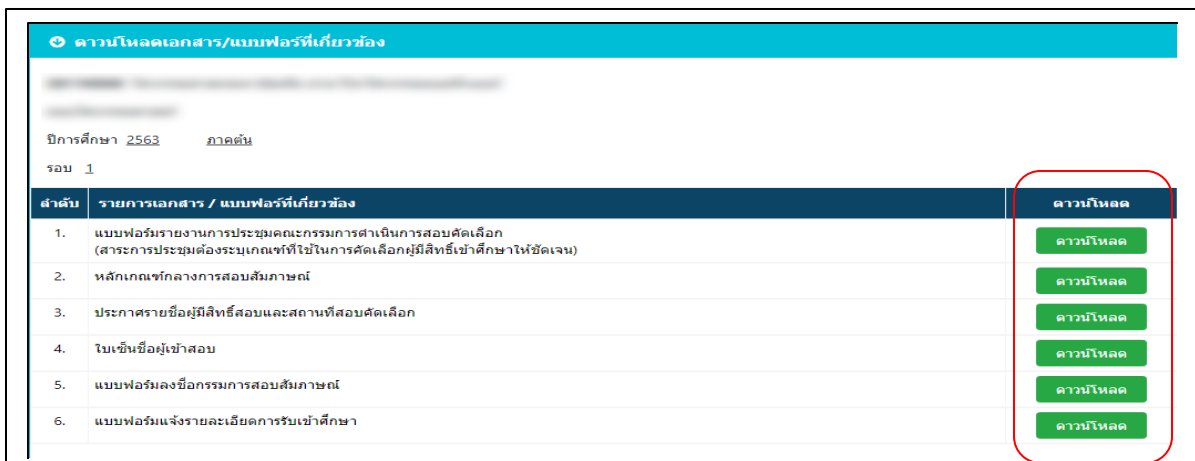 ดาวน์โหลดเอกสาร/แบบฟอร์ที่เกี่ยวข้อง
ปีการศึกษา 2563 ภาคต้น
รอบ 1
ลำดับ รายการเอกสาร / แบบฟอร์ที่เกี่ยวข้อง ดาวน์โหลด
1. แบบฟอร์มรายงานการประชุมคณะกรรมการดำเนินการสอบคัดเลือก
(สาระการประชุมต้องระบุเกณฑ์ที่ใช้ในการคัดเลือกผู้มีสิทธิ์เข้าศึกษาให้ชัดเจน) ดาวน์โหลด
2. หลักเกณฑ์กลางการสอบสัมภาษณ์ ดาวน์โหลด
3. ประกาศรายชื่อผู้มีสิทธิ์สอบและสถานที่สอบคัดเลือก ดาวน์โหลด
4. ใบเซ็นชื่อผู้เข้าสอบ ดาวน์โหลด
5. แบบฟอร์มลงชื่อกรรมการสอบสัมภาษณ์ ดาวน์โหลด
6. แบบฟอร์มแจ้งรายละเอียดการรับเข้าศึกษา ดาวน์โหลด